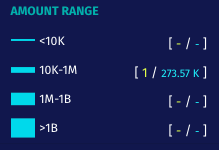 AMOUNT RANGE
<10K [ - / - ]
10K-1M [ 1 / 273.57 K ]
1M-1B [ - / - ]
>1B [ - / - ]